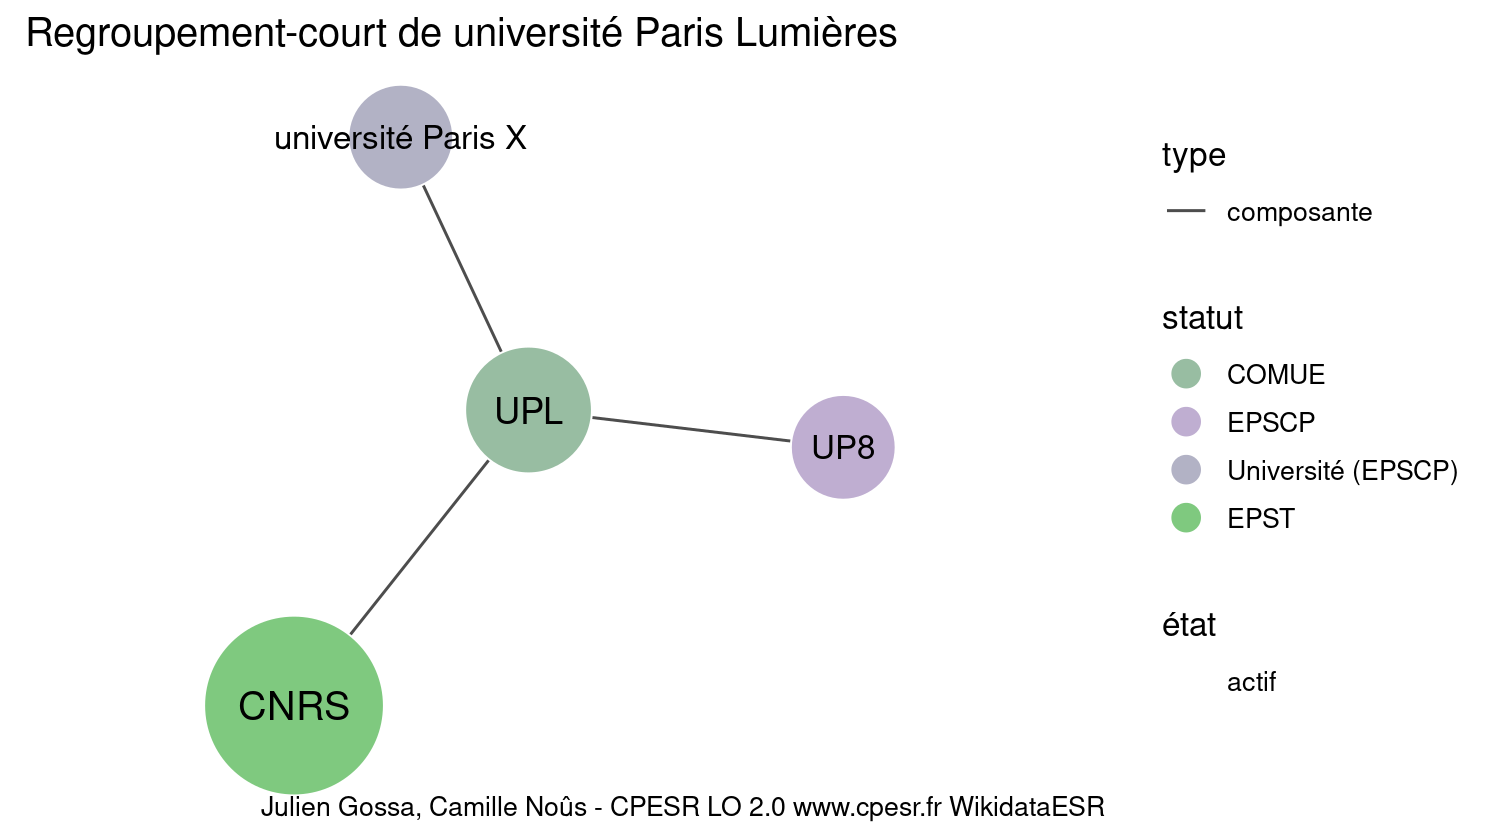 Regroupement-court de université Paris Lumières
université Paris X
UPL
UP8
CNRS
type
composante
statut
COMUE
EPSCP
Université (EPSCP)
EPST
état
actif
Julien Gossa, Camille Noûs - CPESR LO 2.0 www.cpesr.fr WikidataESR